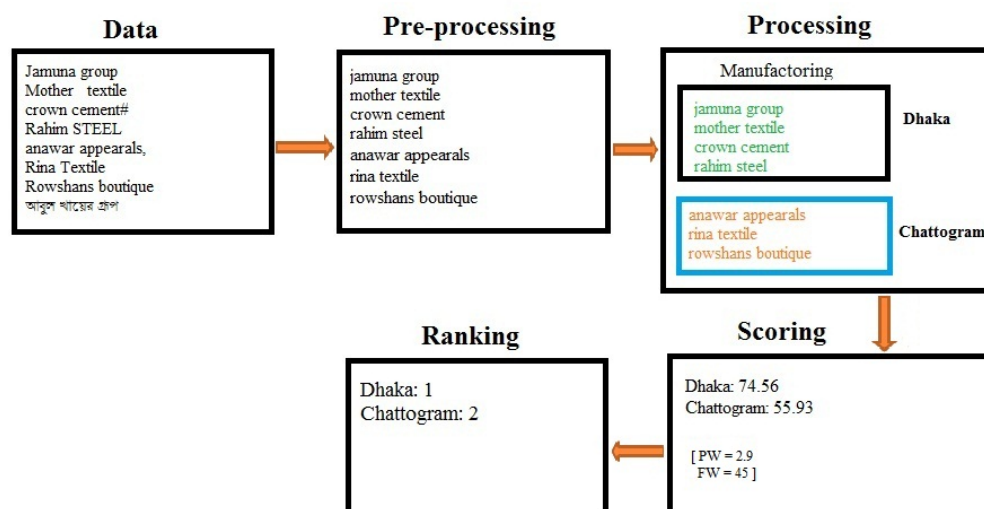 Data
Jamuna group
Mother textile
crown cement#
Rahim STEEL
anawar appearals,
Rina Textile
Rowshans boutique
আবুল খায়ের গ্রূপ
Pre-processing
jamuna group
mother textile
crown cement
rahim steel
anawar appearals
rina textile
rowshans boutique
Processing
Manufactoring
jamuna group
mother textile
crown cement
rahim steel
Dhaka
anawar appearals
rina textile
rowshans boutique
Chattogram
Scoring
Dhaka: 74.56
Chattogram: 55.93
[ PW = 2.9
FW = 45 ]
Ranking
Dhaka: 1
Chattogram: 2